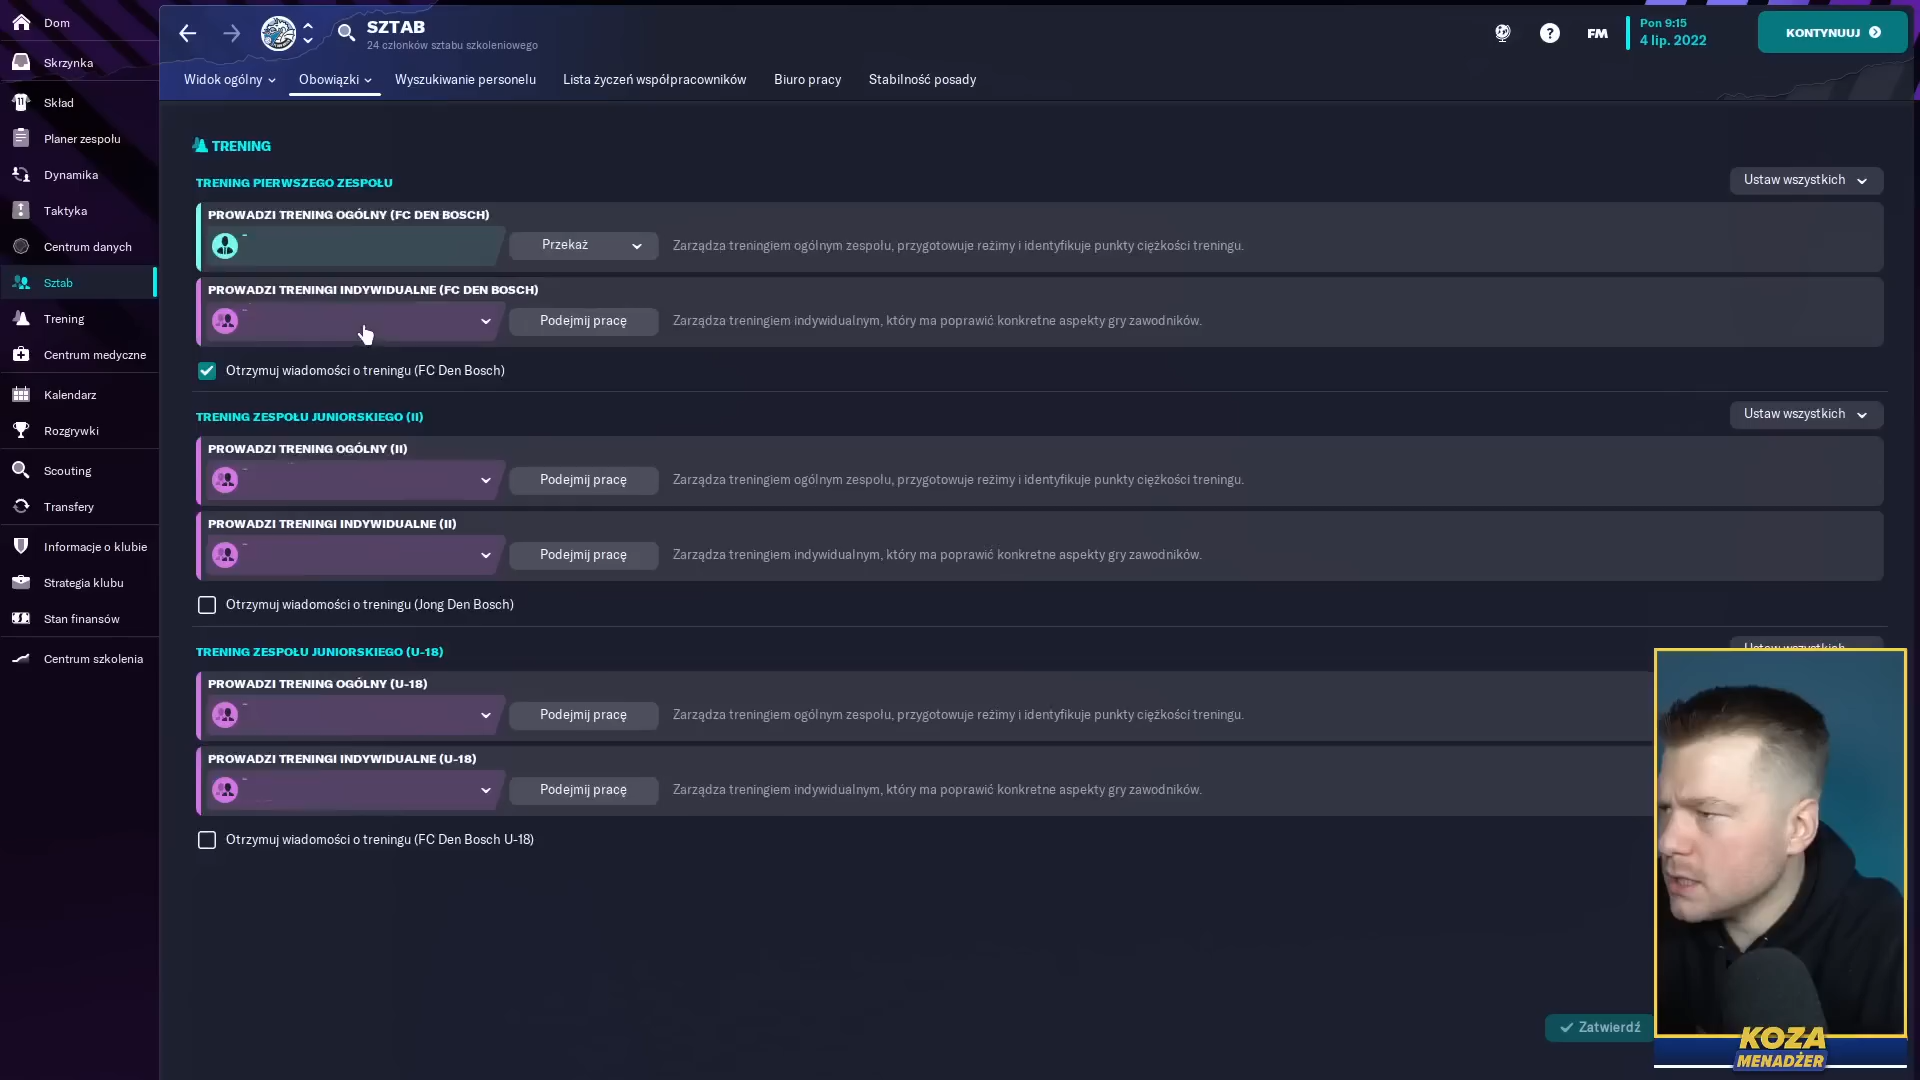 Dom
Skrzynka
Skład
Planer zespołu
Dynamika
Taktyka
Centrum danych
Sztab
Trening
Centrum medyczne
Kalendarz
Rozgrywki
Scouting
Transfery
Informacje o klubie
Strategia klubu
Stan finansów
Centrum szkolenia
SZTAB
24 członków sztabu szkoleniowego
FM
Pon 9:15
4 lip. 2022
KONTYNUUJ
Widok ogólny
Obowiązki
Wyszukiwanie personelu
Lista życzeń współpracowników
Biuro pracy
Stabilność posady
TRENING
TRENING PIERWSZEGO ZESPOŁU
Ustaw wszystkich
PROWADZI TRENING OGÓLNY (FC DEN BOSCH)
-
Przekaż
Zarządza treningiem ogólnym zespołu, przygotowuje reżimy i identyfikuje punkty ciężkości treningu.
PROWADZI TRENINGI INDYWIDUALNE (FC DEN BOSCH)
-
Podejmij pracę
Zarządza treningiem indywidualnym, który ma poprawić konkretne aspekty gry zawodników.
Otrzymuj wiadomości o treningu (FC Den Bosch)
TRENING ZESPOŁU JUNIORSKIEGO (II)
Ustaw wszystkich
PROWADZI TRENING OGÓLNY (II)
-
Podejmij pracę
Zarządza treningiem ogólnym zespołu, przygotowuje reżimy i identyfikuje punkty ciężkości treningu.
PROWADZI TRENINGI INDYWIDUALNE (II)
-
Podejmij pracę
Zarządza treningiem indywidualnym, który ma poprawić konkretne aspekty gry zawodników.
Otrzymuj wiadomości o treningu (Jong Den Bosch)
TRENING ZESPOŁU JUNIORSKIEGO (U-18)
Ustaw wszystkich
PROWADZI TRENING OGÓLNY (U-18)
-
Podejmij pracę
Zarządza treningiem ogólnym zespołu, przygotowuje reżimy i identyfikuje punkty ciężkości treningu.
PROWADZI TRENINGI INDYWIDUALNE (U-18)
-
Podejmij pracę
Zarządza treningiem indywidualnym, który ma poprawić konkretne aspekty gry zawodników.
Otrzymuj wiadomości o treningu (FC Den Bosch U-18)
Zatwierdź
KOZA
MENADŻER